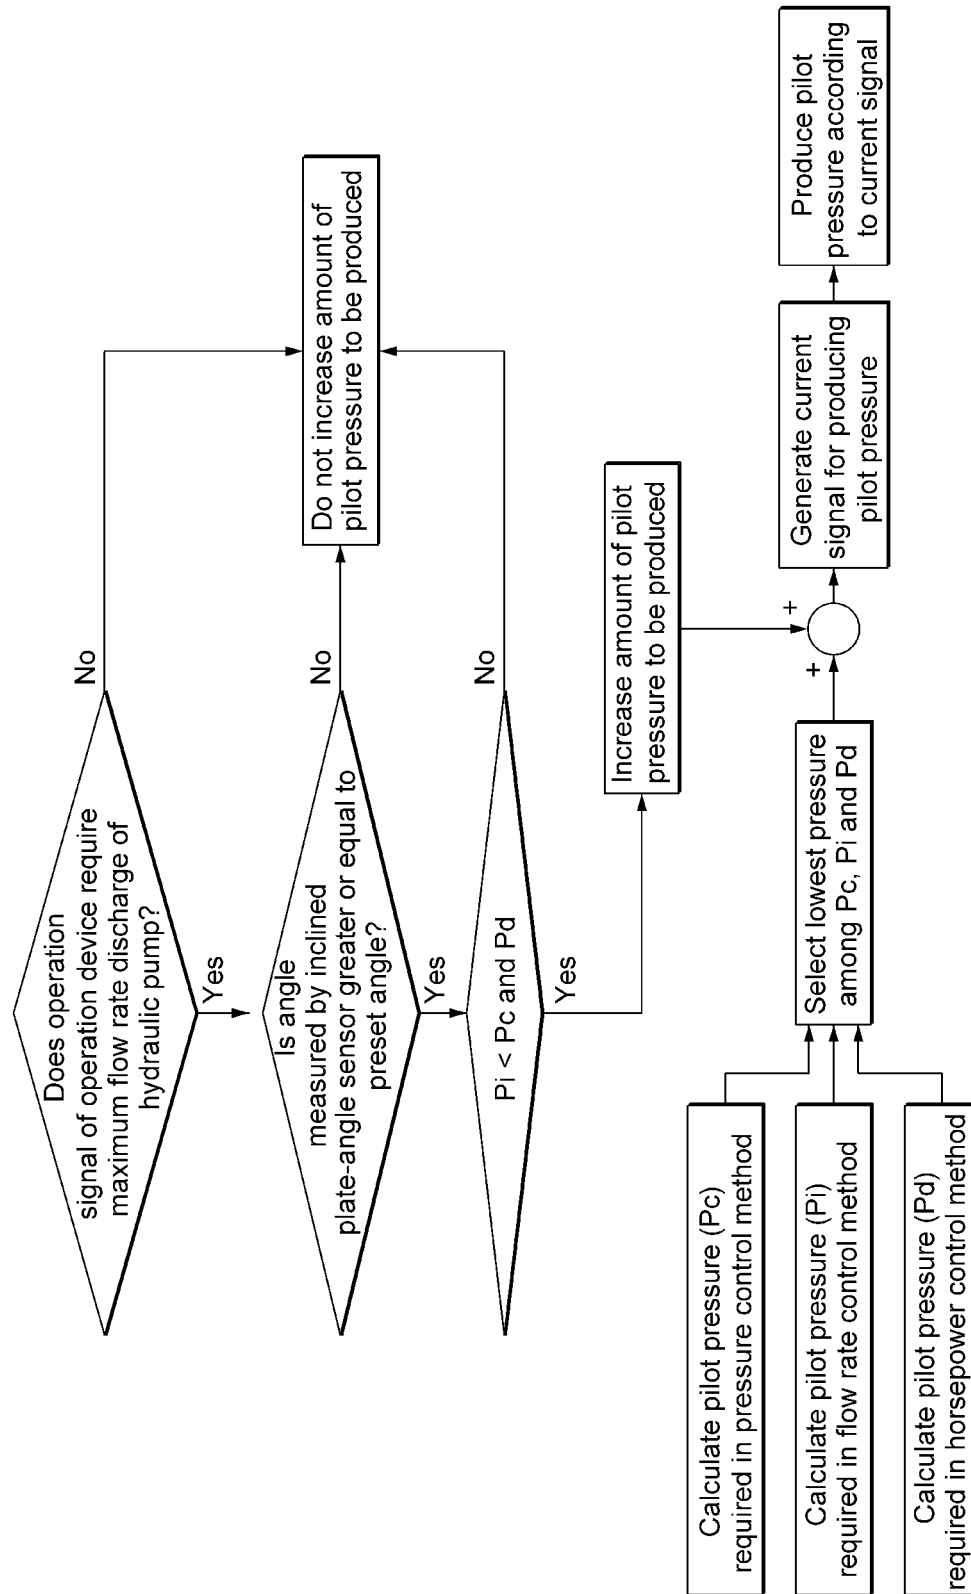 Does operation
signal of operation device require
maximum flow rate discharge of
hydraulic pump?
No
Yes
Is angle
measured by inclined
plate-angle sensor greater or equal to
preset angle?
No
Yes
Pi < Pc and Pd
No
Yes
Do not increase amount of
pilot pressure to be produced
Increase amount of pilot
pressure to be produced
Calculate pilot pressure (Pc)
required in pressure control method
Calculate pilot pressure (Pi)
required in flow rate control method
Calculate pilot pressure (Pd)
required in horsepower control method
Select lowest pressure
among Pc, Pi and Pd
+
+
Generate current
signal for producing
pilot pressure
Produce pilot
pressure according
to current signal